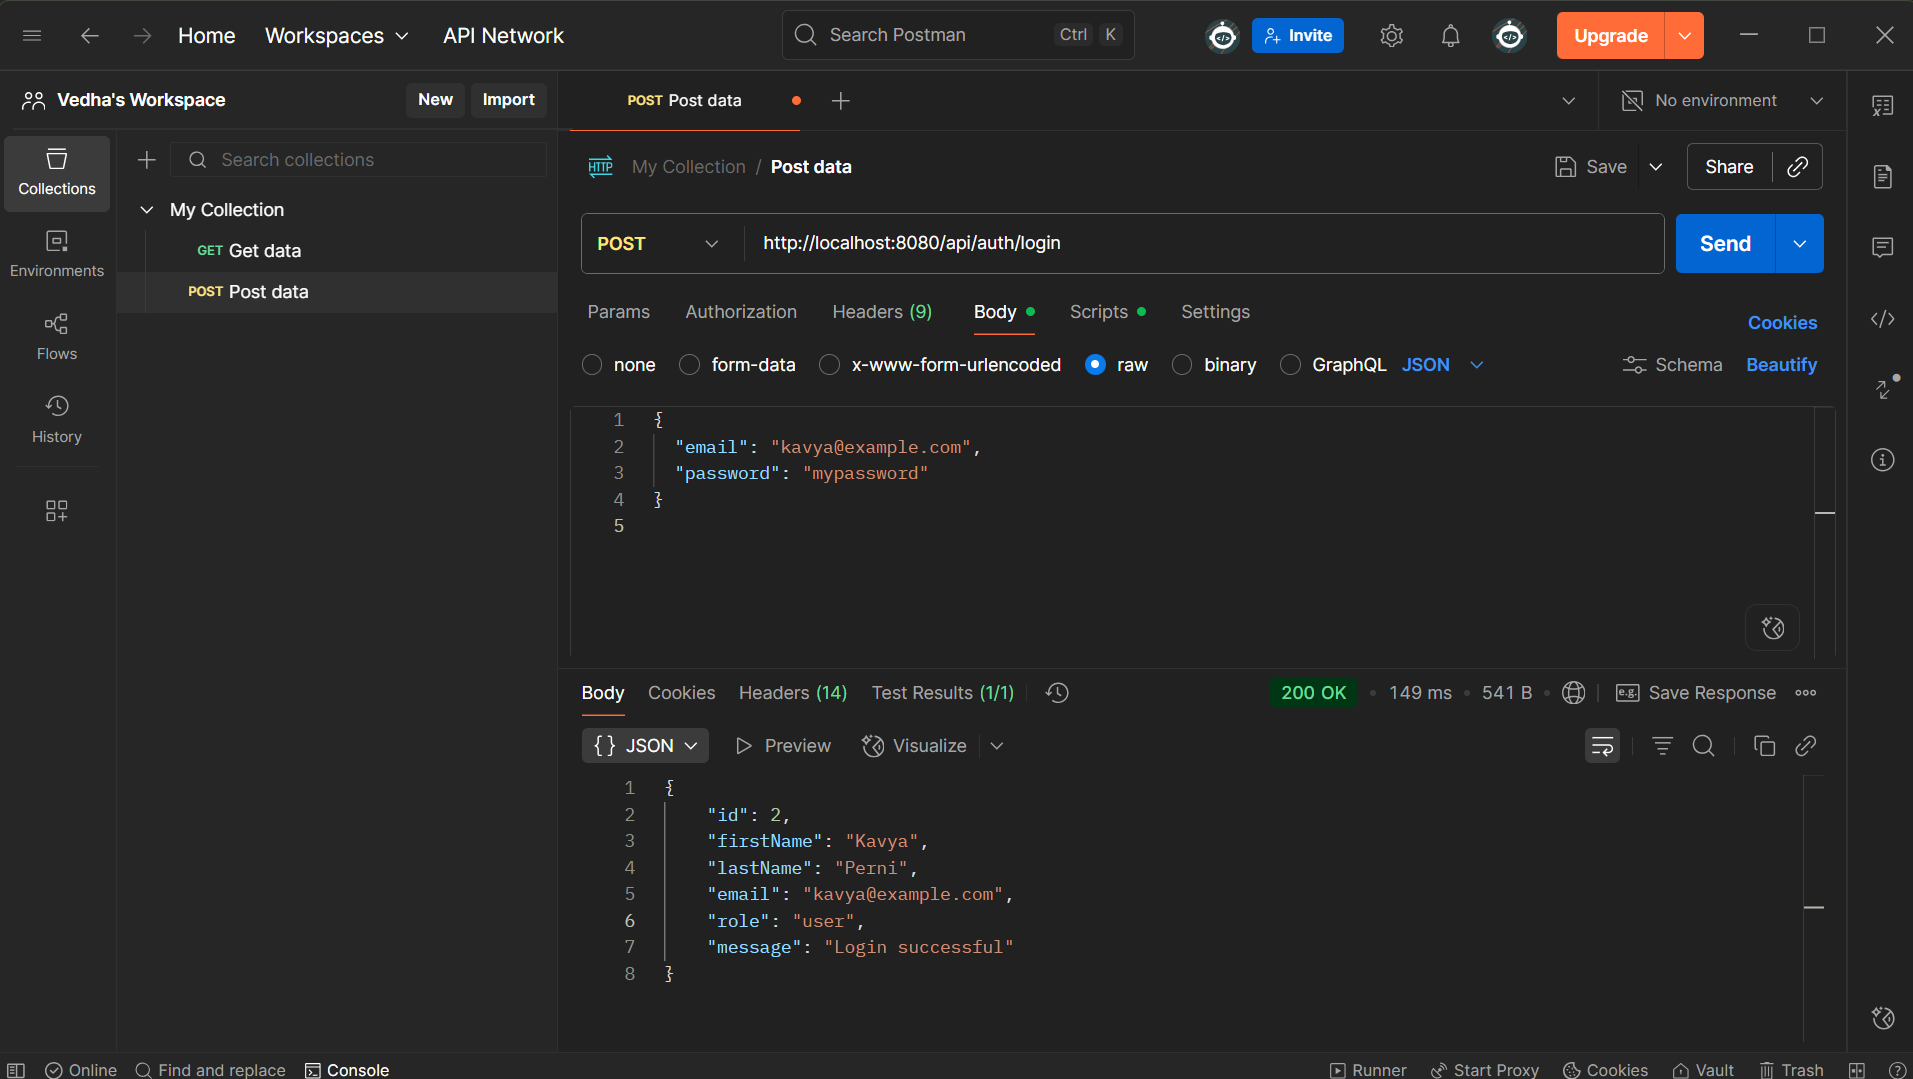 Home Workspaces API Network Search Postman Ctrl K Invite Upgrade
Vedha's Workspace New Import POST Post data No environment
Collections
Search collections
My Collection
GET Get data
POST Post data
Environments
Flows
History
HTTP My Collection / Post data Save Share
POST http://localhost:8080/api/auth/login Send
Params Authorization Headers (9) Body Scripts Settings Cookies
none form-data x-www-form-urlencoded raw binary GraphQL JSON Schema Beautify
1 {
2 "email": "kavya@example.com",
3 "password": "mypassword"
4 }
5
Body Cookies Headers (14) Test Results (1/1) 200 OK • 149 ms • 541 B • e.g. Save Response
{} JSON Preview Visualize
1 {
2 "id": 2,
3 "firstName": "Kavya",
4 "lastName": "Perni",
5 "email": "kavya@example.com",
6 "role": "user",
7 "message": "Login successful"
8 }
Online Find and replace Console Runner Start Proxy Cookies Vault Trash